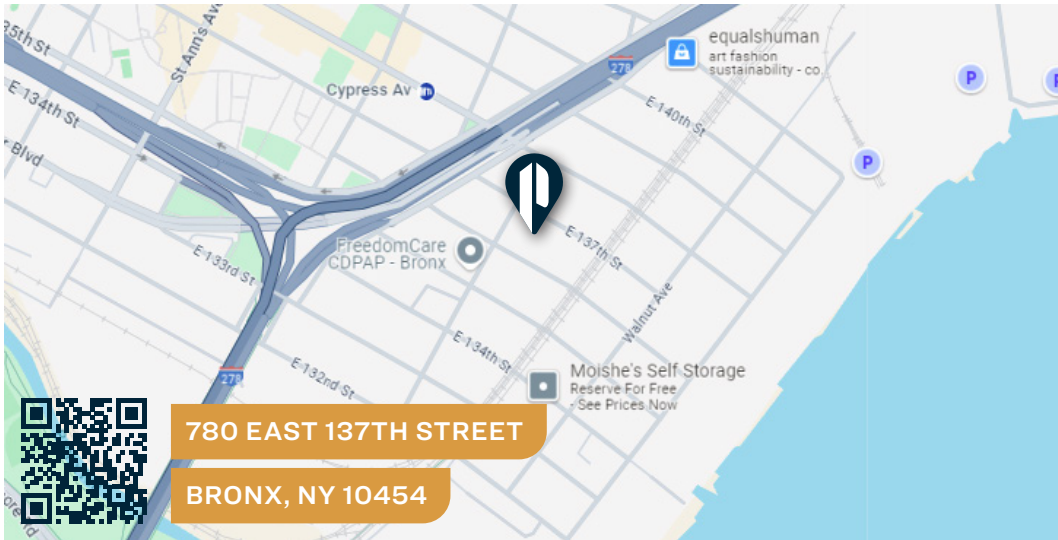 35th St
St Ann's Av
E 134th St
Blvd
Cypress Av
278
equalshuman
art fashion
sustainability - co
P
P
P
E 140th St
E 137th St
FreedomCare
CDPAP - Bronx
E 133rd St
Walnut Ave
E 134th St
E 132nd St
278
Moishe's Self Storage
Reserve For Free
- See Prices Now
780 EAST 137TH STREET
BRONX, NY 10454